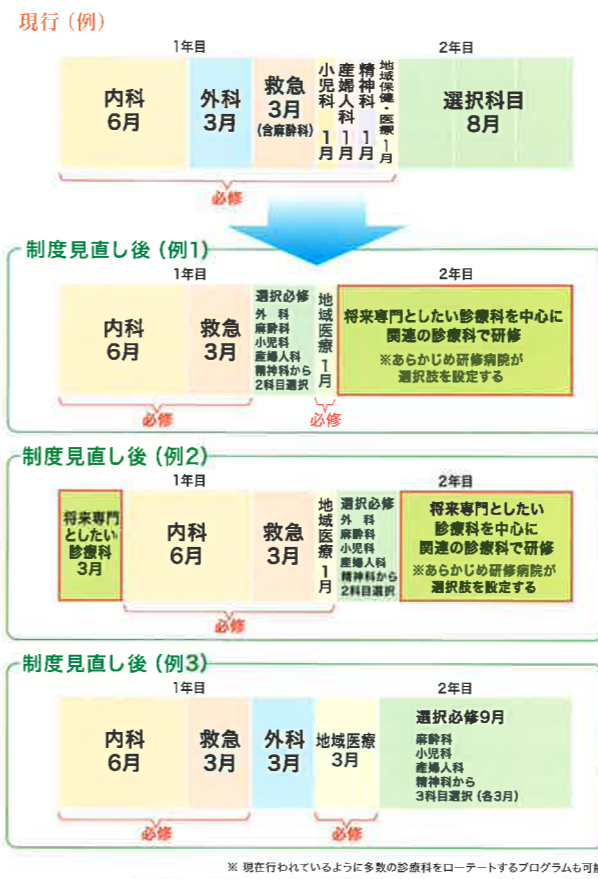 現行（例）
1年目
2年目
内科
6月
外科
3月
救急
3月
(含麻酔科)
小児科 1月
産婦人科 1月
精神科 1月
地域保健・医療 1月
選択科目
8月
必修
制度見直し後（例1）
1年目
2年目
内科
6月
救急
3月
選択必修
外 科
麻酔科
小児科
産婦人科
精神科から
2科目選択
地域医療 1月
将来専門としたい診療科を中心に
関連の診療科で研修
※あらかじめ研修病院が
選択肢を設定する
必修
必修
制度見直し後（例2）
1年目
2年目
将来専門
としたい
診療科
3月
内科
6月
救急
3月
地域医療 1月
選択必修
外 科
麻酔科
小児科
産婦人科
精神科から
2科目選択
将来専門としたい
診療科を中心に
関連の診療科で研修
※あらかじめ研修病院が
選択肢を設定する
必修
制度見直し後（例3）
1年目
2年目
内科
6月
救急
3月
外科
3月
地域医療
3月
選択必修9月
麻酔科
小児科
産婦人科
精神科から
3科目選択（各3月）
必修
必修
※ 現在行われているように多数の診療科をローテートするプログラムも可能